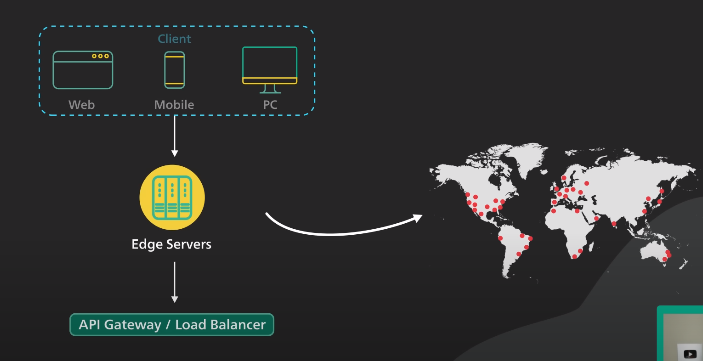 Client
Web
Mobile
PC
Edge Servers
API Gateway / Load Balancer